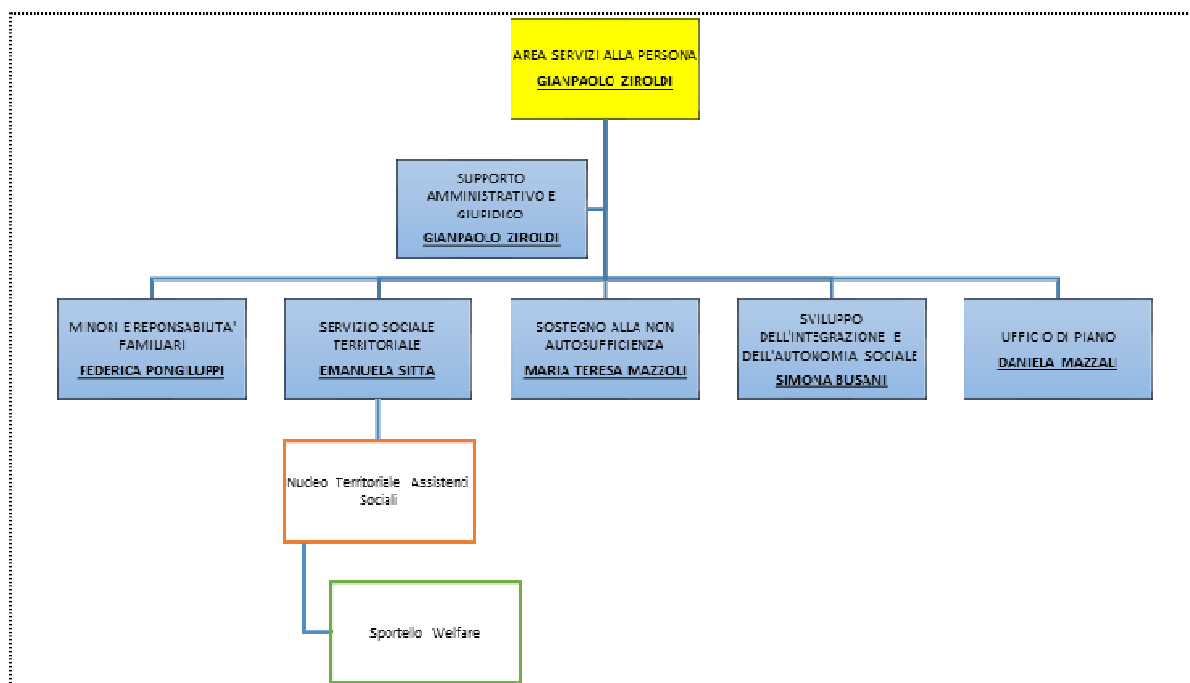 AREA SERVIZI ALLA PERSONA
GIANPAOLO ZIROLDI
SUPPORTO
AMMINISTRATIVO E
GIURIDICO
GIANPAOLO ZIROLDI
MINORI E REPONSABILITA'
FAMILIARI
FEDERICA PONGILUPPI
SERVIZIO SOCIALE
TERRITORIALE
EMANUELA SITTA
SOSTEGNO ALLA NON
AUTOSUFFICIENZA
MARIA TERESA MAZZOLI
SVILUPPO
DELL'INTEGRAZIONE E
DELL'AUTONOMIA SOCIALE
SIMONA BUSANI
UFFICIO DI PIANO
DANIELA MAZZALI
Nucleo Territoriale Assistenti
Sociali
Sportello Welfare